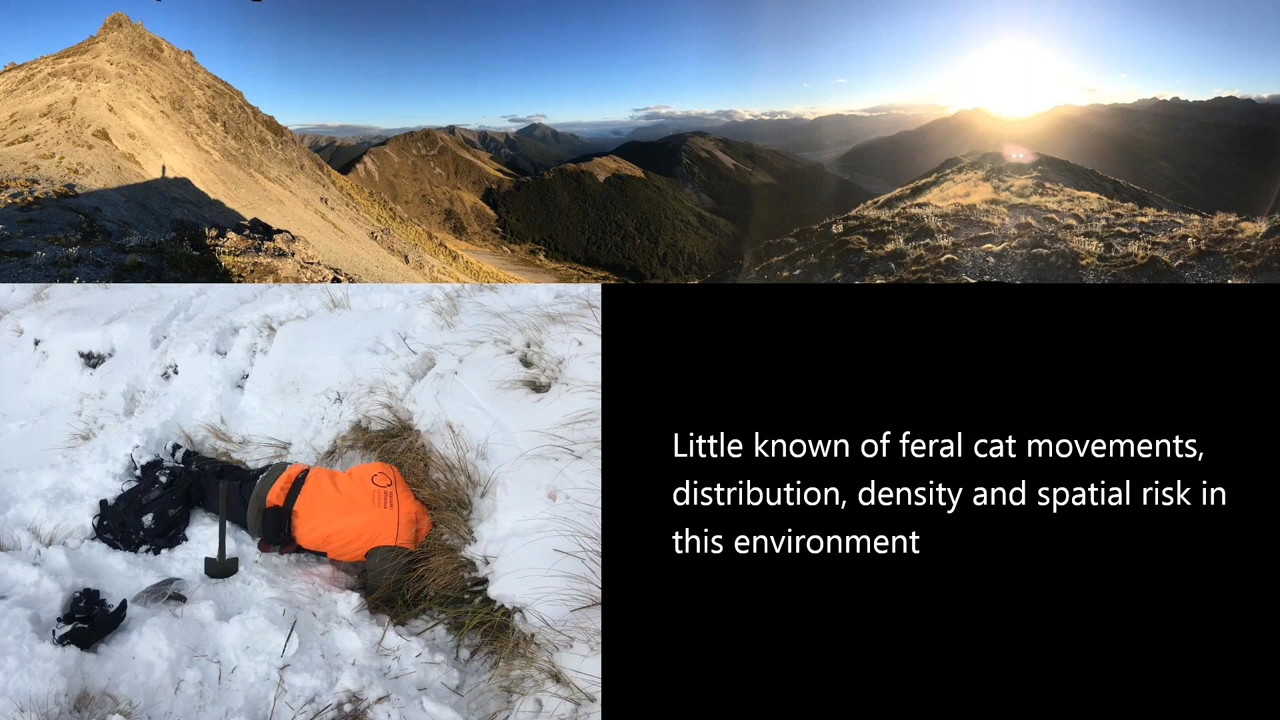 Little known of feral cat movements,
distribution, density and spatial risk in
this environment